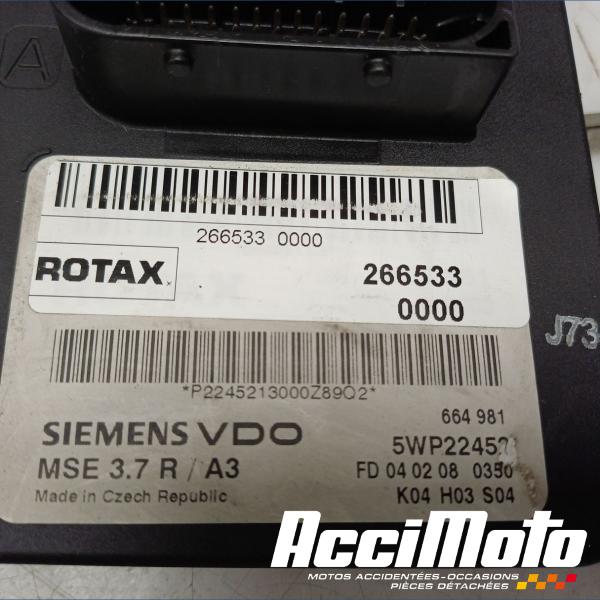 A
266533 0000
ROTAX
266533
0000
J73
*P2245213000Z89Q2*
664 981
SIEMENS VDO
5WP22452
MSE 3.7 R / A3
FD 04 02 08 0350
Made in Czech Republic
K04 H03 S04
AcciMoto
MOTOS ACCIDENTÉES-OCCASIONS
PIÈCES DÉTACHÉES